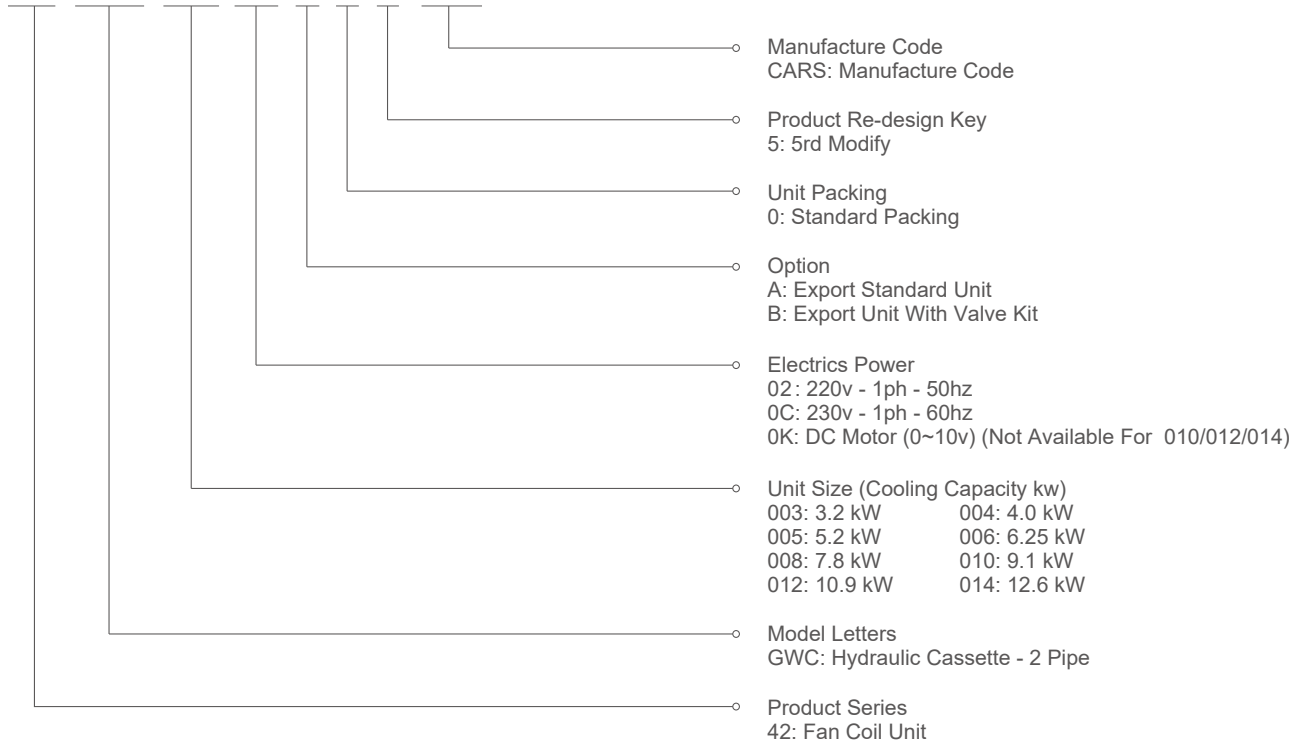 Manufacture Code
CARS: Manufacture Code
Product Re-design Key
5: 5rd Modify
Unit Packing
0: Standard Packing
Option
A: Export Standard Unit
B: Export Unit With Valve Kit
Electrics Power
02: 220v - 1ph - 50hz
0C: 230v - 1ph - 60hz
0K: DC Motor (0~10v) (Not Available For 010/012/014)
Unit Size (Cooling Capacity kw)
003: 3.2 kW 004: 4.0 kW
005: 5.2 kW 006: 6.25 kW
008: 7.8 kW 010: 9.1 kW
012: 10.9 kW 014: 12.6 kW
Model Letters
GWC: Hydraulic Cassette - 2 Pipe
Product Series
42: Fan Coil Unit